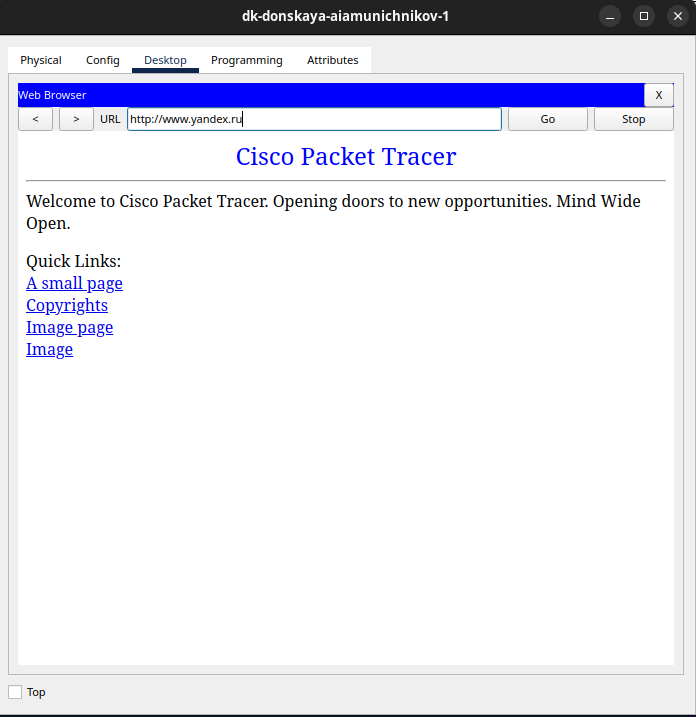 dk-donskaya-aiamunichnikov-1
Physical Config Desktop Programming Attributes
Web Browser X
< > URL http://www.yandex.ru Go Stop
Cisco Packet Tracer
Welcome to Cisco Packet Tracer. Opening doors to new opportunities. Mind Wide
Open.
Quick Links:
A small page
Copyrights
Image page
Image
Top